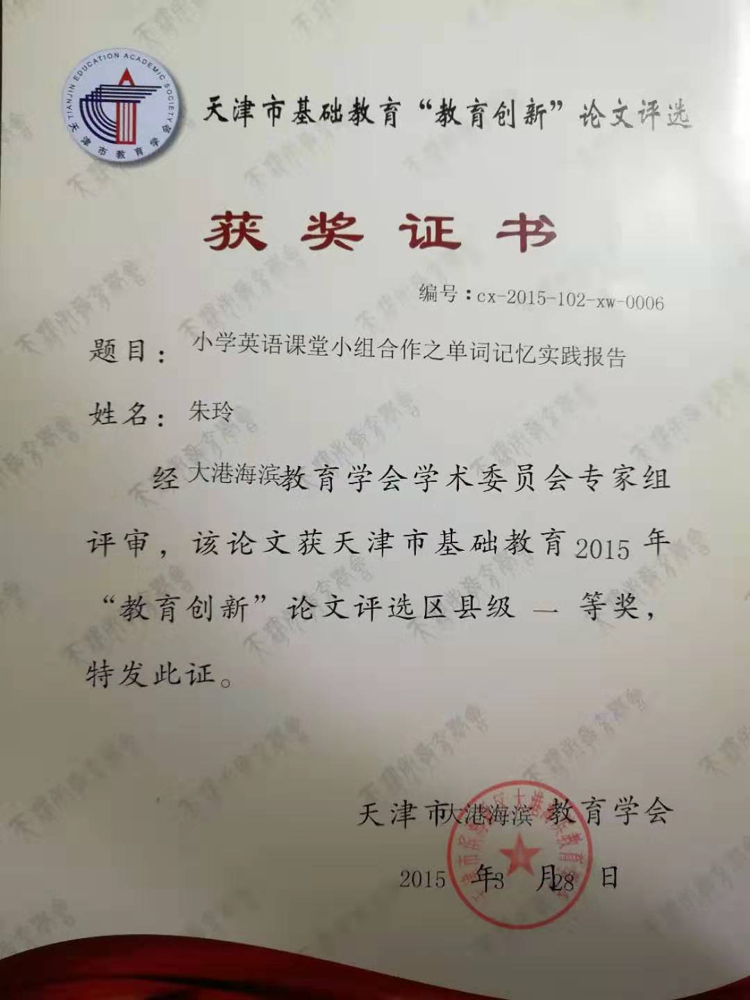 TIANJIN EDUCATION ACADEMIC SOCIETY
天津市教育学会
天津市基础教育“教育创新”论文评选
获奖证书
编号：cx-2015-102-xw-0006
题目：小学英语课堂小组合作之单词记忆实践报告
姓名：朱玲
经大港海滨教育学会学术委员会专家组
评审，该论文获天津市基础教育2015年
“教育创新”论文评选区县级 一 等奖，
特发此证。
天津市大港海滨 教育学会
2015 年3 月28 日